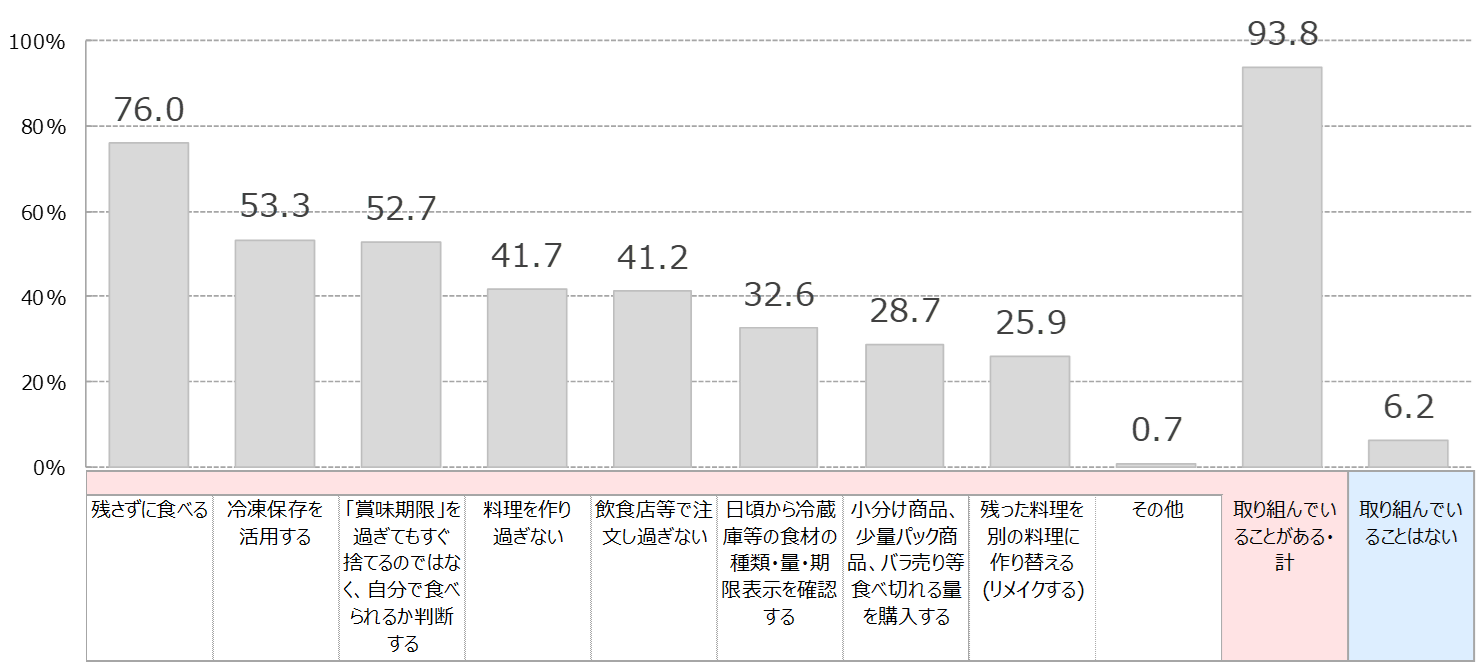 100%
80%
60%
40%
20%
0%
76.0
53.3
52.7
41.7
41.2
32.6
28.7
25.9
0.7
93.8
6.2
残さずに食べる
冷凍保存を
活用する
「賞味期限」を
過ぎてもすぐ
捨てるのではな
く、自分で食べ
られるか判断
する
料理を作り
過ぎない
飲食店等で注
文し過ぎない
日頃から冷蔵
庫等の食材の
種類・量・期
限表示を確認
する
小分け商品、
少量パック商
品、バラ売り等
食べ切れる量
を購入する
残った料理を
別の料理に
作り替える
(リメイクする)
その他
取り組んでい
ることがある・
計
取り組んでい
ることはない